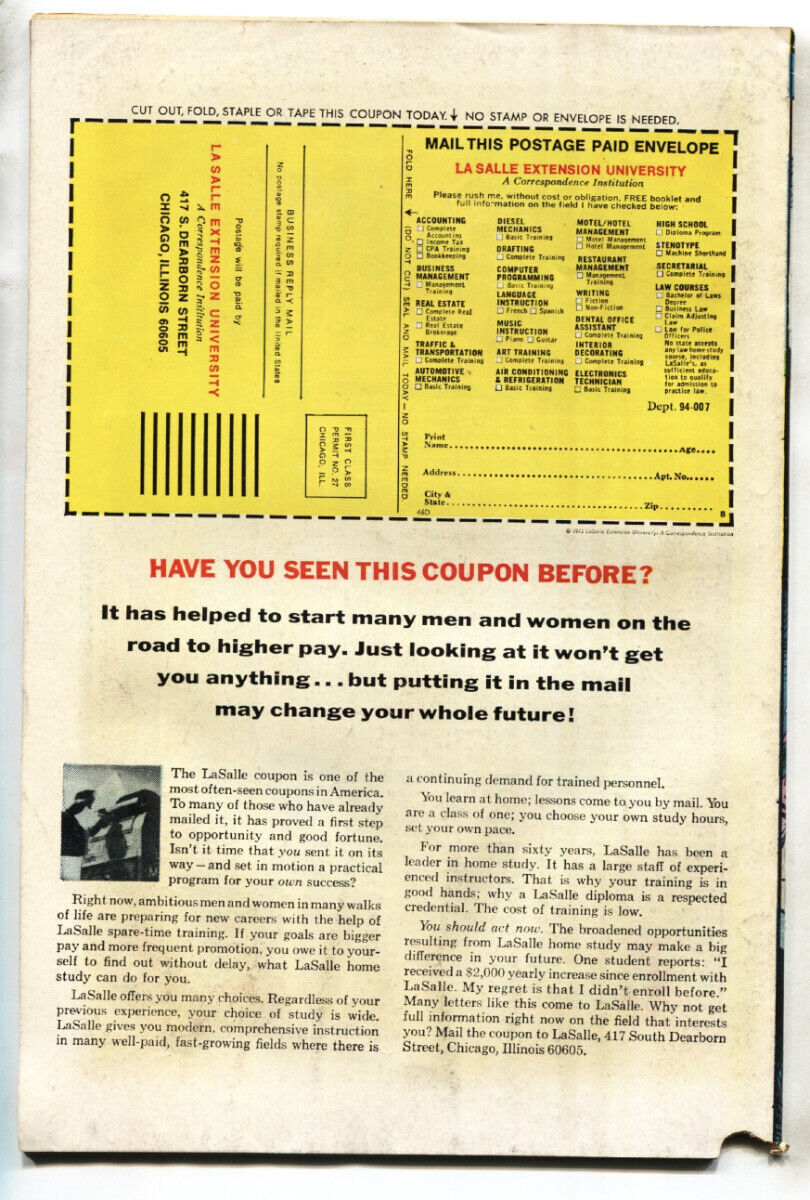 CUT OUT, FOLD, STAPLE OR TAPE THIS COUPON TODAY. ↓ NO STAMP OR ENVELOPE IS NEEDED.
No postage stamp required if mailed in the United States
BUSINESS REPLY MAIL
Postage will be paid by
LA SALLE EXTENSION UNIVERSITY
A Correspondence Institution
417 S. DEARBORN STREET
CHICAGO, ILLINOIS 60605
FIRST CLASS
PERMIT NO. 27
CHICAGO, ILL.
FOLD HERE (DO NOT CUT) SEAL AND MAIL TODAY — NO STAMP NEEDED.
MAIL THIS POSTAGE PAID ENVELOPE
LA SALLE EXTENSION UNIVERSITY
A Correspondence Institution
Please rush me, without cost or obligation, FREE booklet and
full information on the field I have checked below:
ACCOUNTING
Complete
Accounting
Income Tax
CPA Training
Bookkeeping
BUSINESS
MANAGEMENT
Management
Training
REAL ESTATE
Complete Real
Estate
Real Estate
Brokerage
TRAFFIC &
TRANSPORTATION
Complete Training
AUTOMOTIVE
MECHANICS
Basic Training
DIESEL
MECHANICS
Basic Training
DRAFTING
Complete Training
COMPUTER
PROGRAMMING
Basic Training
LANGUAGE
INSTRUCTION
French Spanish
MUSIC
INSTRUCTION
Piano Guitar
ART TRAINING
Complete Training
AIR CONDITIONING
& REFRIGERATION
Basic Training
MOTEL/HOTEL
MANAGEMENT
Motel Management
Hotel Management
RESTAURANT
MANAGEMENT
Management
Training
WRITING
Fiction
Non-Fiction
DENTAL OFFICE
ASSISTANT
Complete Training
INTERIOR
DECORATING
Complete Training
ELECTRONICS
TECHNICIAN
Basic Training
HIGH SCHOOL
Diploma Program
STENOTYPE
Machine Shorthand
SECRETARIAL
Complete Training
LAW COURSES
Bachelor of Laws
Degree
Business Law
Claim Adjusting
Law
Law for Police
Officers
No state accepts
any law home study
course, including
LaSalle's, as
sufficient educa-
tion to qualify
for admission to
practice law.
Dept. 94-007
Print
Name Age
Address Apt. No.
City &
State Zip
46D B
© 1972 LaSalle Extension University: A Correspondence Institution
HAVE YOU SEEN THIS COUPON BEFORE?
It has helped to start many men and women on the
road to higher pay. Just looking at it won't get
you anything ... but putting it in the mail
may change your whole future!
The LaSalle coupon is one of the
most often-seen coupons in America.
To many of those who have already
mailed it, it has proved a first step
to opportunity and good fortune.
Isn't it time that you sent it on its
way — and set in motion a practical
program for your own success?
Right now, ambitious men and women in many walks
of life are preparing for new careers with the help of
LaSalle spare-time training. If your goals are bigger
pay and more frequent promotion, you owe it to your-
self to find out without delay, what LaSalle home
study can do for you.
LaSalle offers you many choices. Regardless of your
previous experience, your choice of study is wide.
LaSalle gives you modern, comprehensive instruction
in many well-paid, fast-growing fields where there is
a continuing demand for trained personnel.
You learn at home; lessons come to you by mail. You
are a class of one; you choose your own study hours,
set your own pace.
For more than sixty years, LaSalle has been a
leader in home study. It has a large staff of experi-
enced instructors. That is why your training is in
good hands; why a LaSalle diploma is a respected
credential. The cost of training is low.
You should act now. The broadened opportunities
resulting from LaSalle home study may make a big
difference in your future. One student reports: "I
received a $2,000 yearly increase since enrollment with
LaSalle. My regret is that I didn't enroll before."
Many letters like this come to LaSalle. Why not get
full information right now on the field that interests
you? Mail the coupon to LaSalle, 417 South Dearborn
Street, Chicago, Illinois 60605.